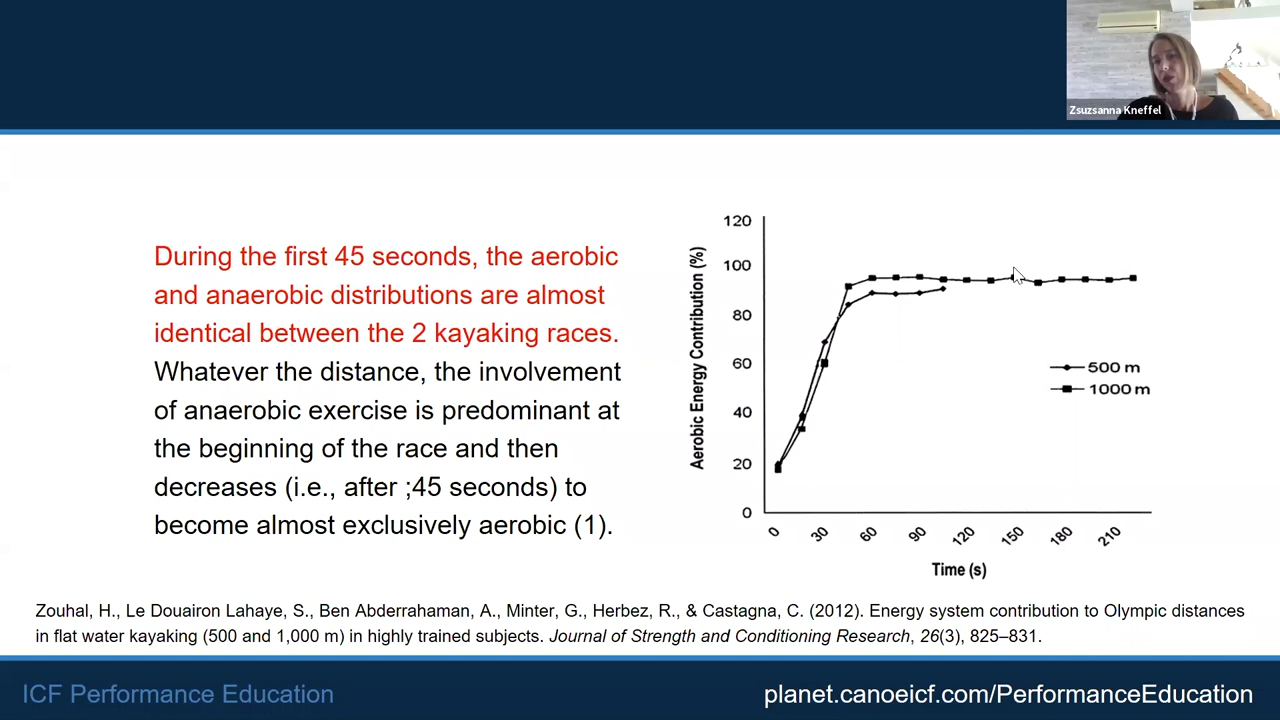 Zsuzsanna Kneffel
During the first 45 seconds, the aerobic
and anaerobic distributions are almost
identical between the 2 kayaking races.
Whatever the distance, the involvement
of anaerobic exercise is predominant at
the beginning of the race and then
decreases (i.e., after ;45 seconds) to
become almost exclusively aerobic (1).
Aerobic Energy Contribution (%)
120
100
80
60
40
20
0
500 m
1000 m
0
30
60
90
120
150
180
210
Time (s)
Zouhal, H., Le Douairon Lahaye, S., Ben Abderrahaman, A., Minter, G., Herbez, R., & Castagna, C. (2012). Energy system contribution to Olympic distances
in flat water kayaking (500 and 1,000 m) in highly trained subjects. Journal of Strength and Conditioning Research, 26(3), 825–831.
ICF Performance Education
planet.canoeicf.com/PerformanceEducation